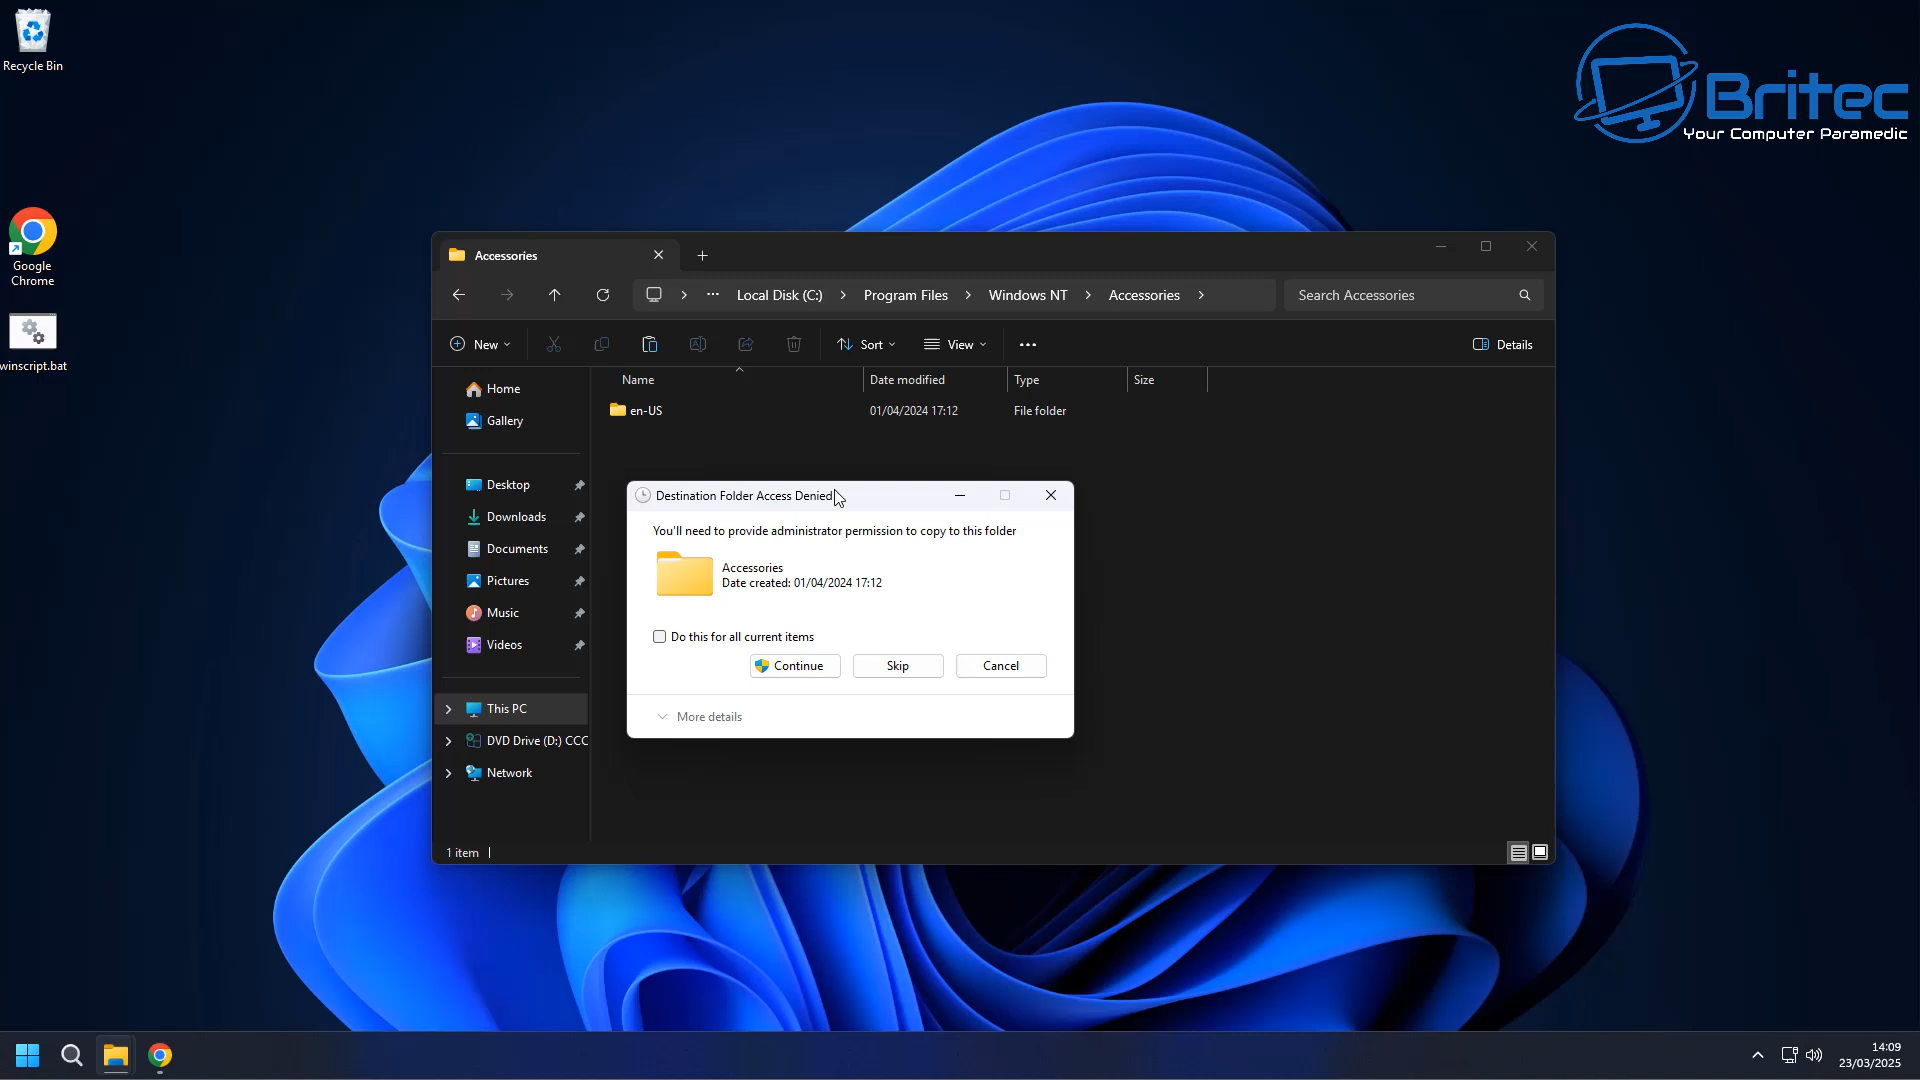 Recycle Bin
Britec
Your Computer Paramedic
Google
Chrome
winscript.bat
Accessories
Local Disk (C:)
Program Files
Windows NT
Accessories
Search Accessories
New
Sort
View
Details
Name
Date modified
Type
Size
en-US
01/04/2024 17:12
File folder
Home
Gallery
Desktop
Downloads
Documents
Pictures
Music
Videos
This PC
DVD Drive (D:) CCC
Network
1 item
Destination Folder Access Denied
You'll need to provide administrator permission to copy to this folder
Accessories
Date created: 01/04/2024 17:12
Do this for all current items
Continue
Skip
Cancel
More details
14:09
23/03/2025